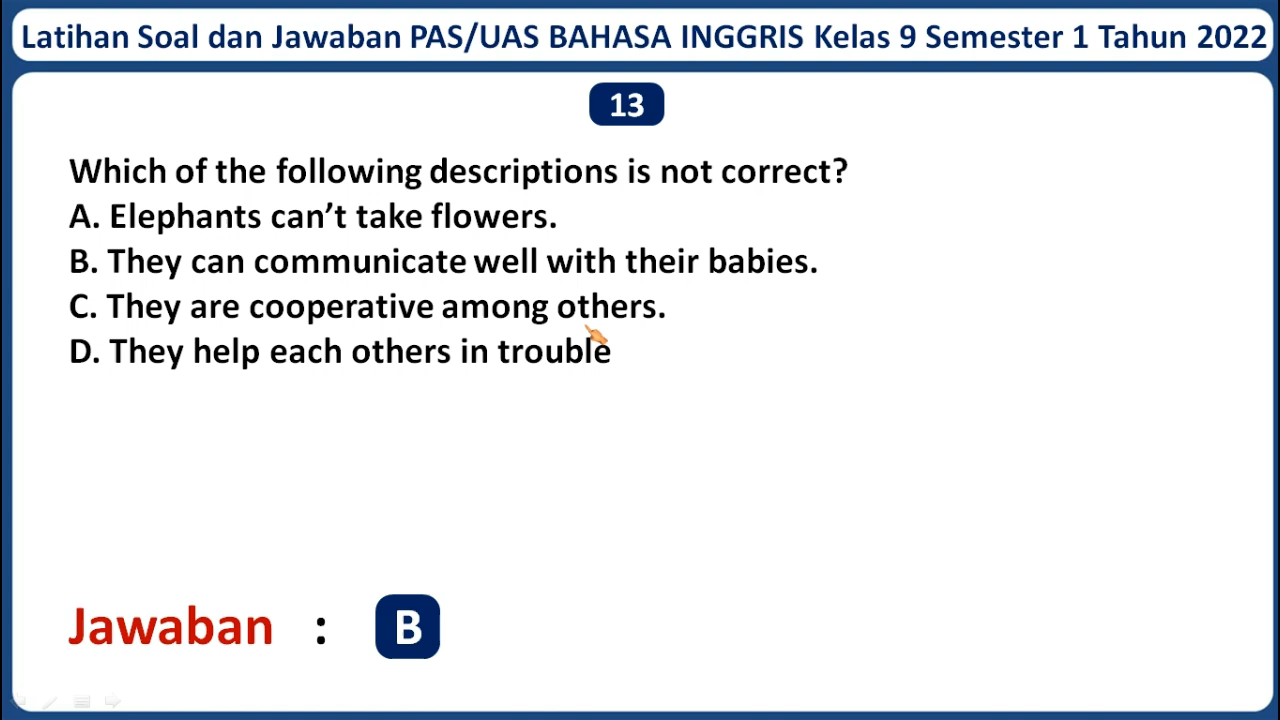 Latihan Soal dan Jawaban PAS/UAS BAHASA INGGRIS Kelas 9 Semester 1 Tahun 2022
13
Which of the following descriptions is not correct?
A. Elephants can’t take flowers.
B. They can communicate well with their babies.
C. They are cooperative among others.
D. They help each others in trouble
Jawaban : B